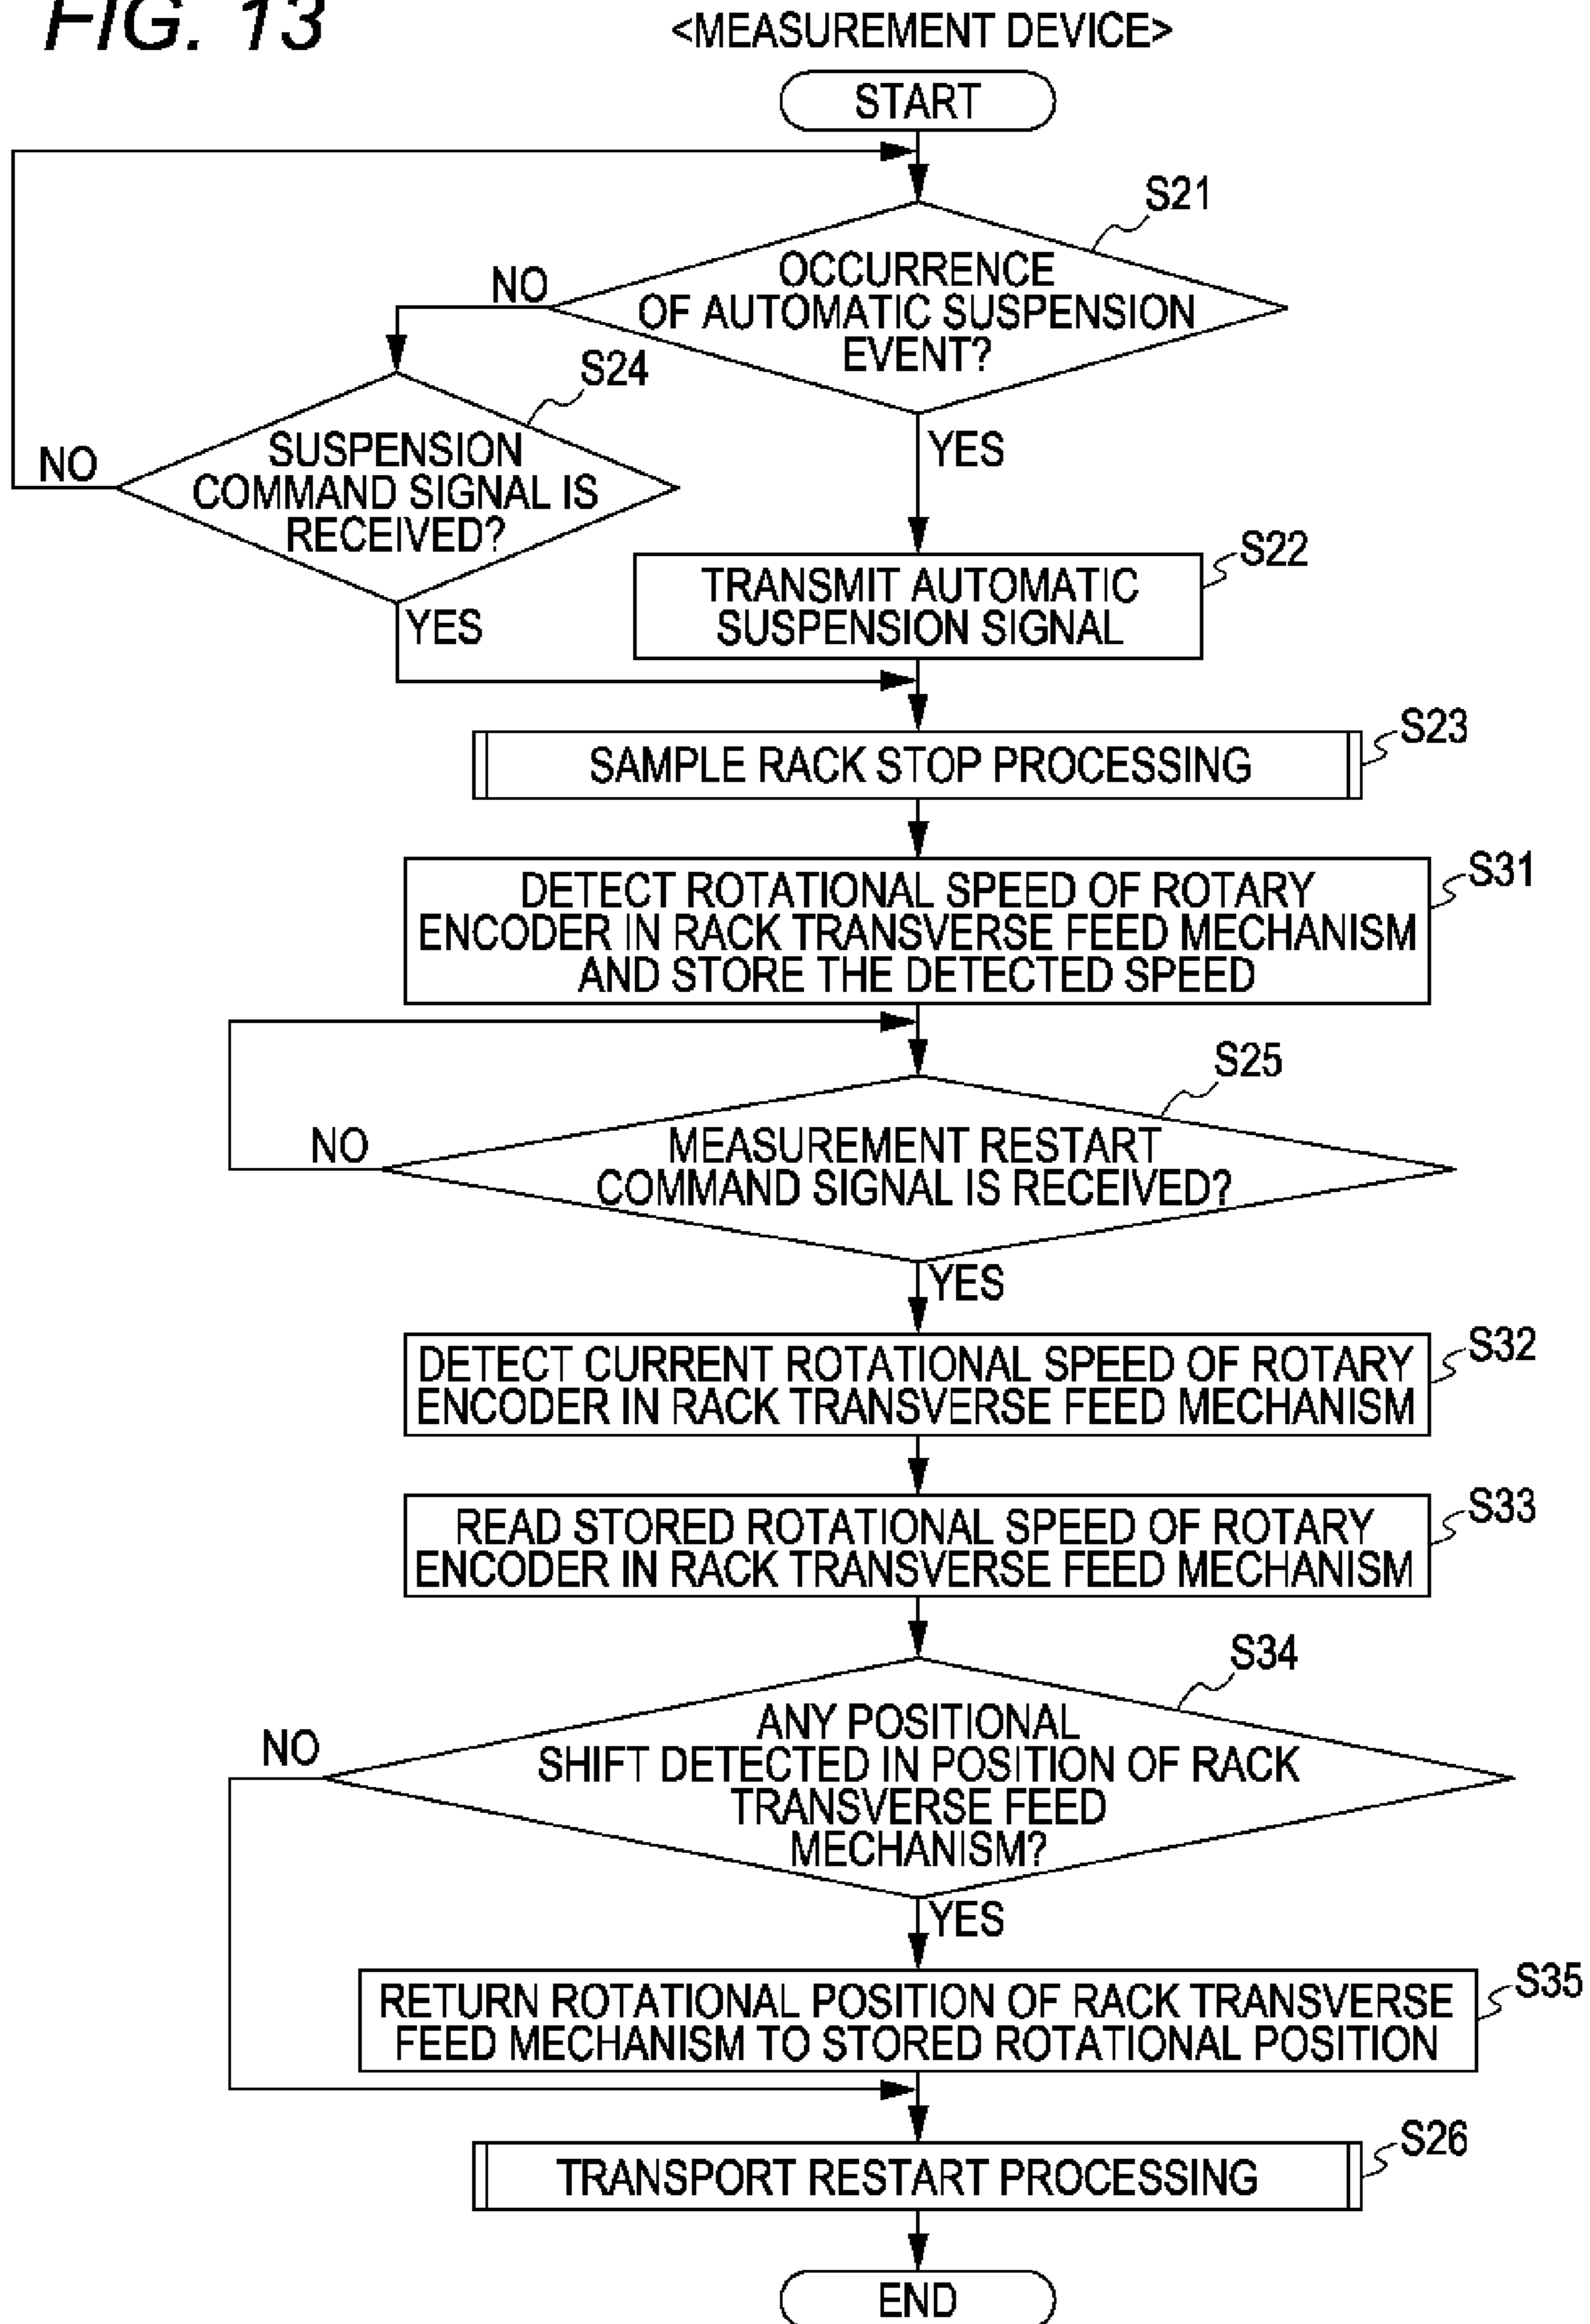 FIG. 13
<MEASUREMENT DEVICE>
START
S21
OCCURRENCE
OF AUTOMATIC SUSPENSION
EVENT?
NO
YES
S24
SUSPENSION
COMMAND SIGNAL IS
RECEIVED?
NO
YES
S22
TRANSMIT AUTOMATIC
SUSPENSION SIGNAL
S23
SAMPLE RACK STOP PROCESSING
S31
DETECT ROTATIONAL SPEED OF ROTARY
ENCODER IN RACK TRANSVERSE FEED MECHANISM
AND STORE THE DETECTED SPEED
S25
MEASUREMENT RESTART
COMMAND SIGNAL IS RECEIVED?
NO
YES
S32
DETECT CURRENT ROTATIONAL SPEED OF ROTARY
ENCODER IN RACK TRANSVERSE FEED MECHANISM
S33
READ STORED ROTATIONAL SPEED OF ROTARY
ENCODER IN RACK TRANSVERSE FEED MECHANISM
S34
ANY POSITIONAL
SHIFT DETECTED IN POSITION OF RACK
TRANSVERSE FEED
MECHANISM?
NO
YES
S35
RETURN ROTATIONAL POSITION OF RACK TRANSVERSE
FEED MECHANISM TO STORED ROTATIONAL POSITION
S26
TRANSPORT RESTART PROCESSING
END